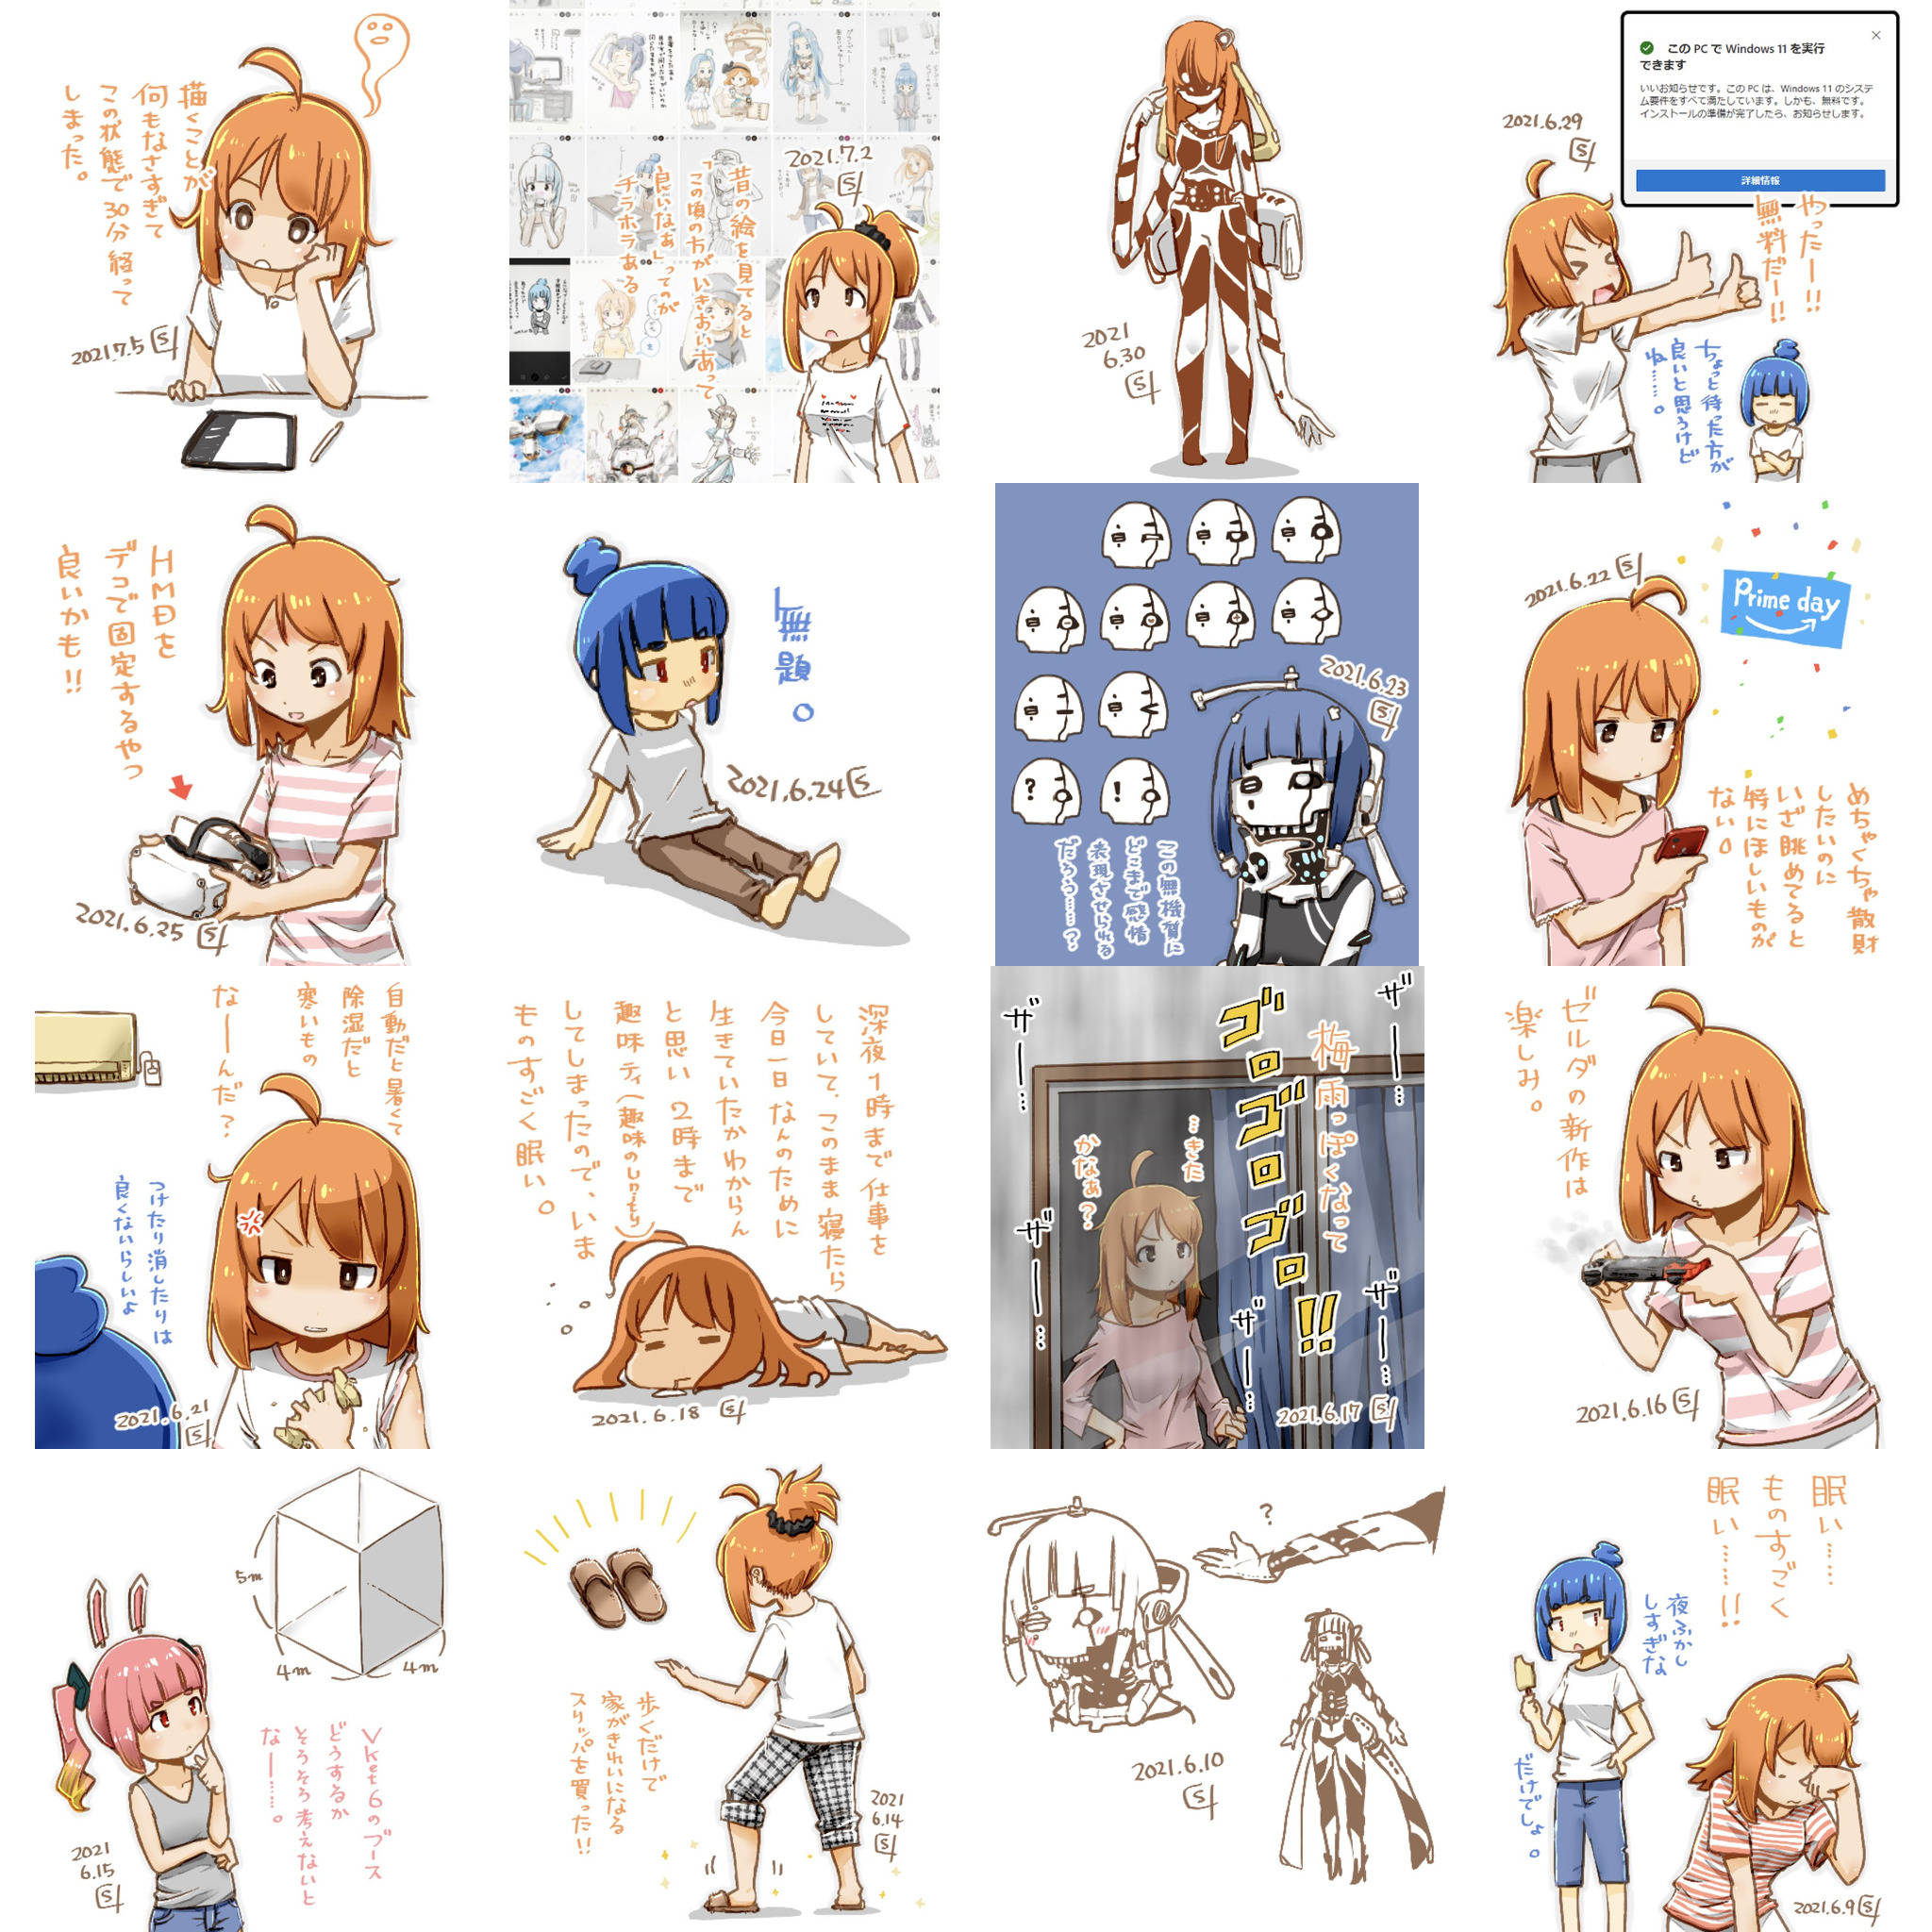 描くことが
何もなさすぎて
この状態で30分経って
しまった。
2021.7.5
2021.7.2
昔の絵を見てると
「この頃の方がいきおいあって
良いなぁ」ってのが
チラホラある
2021
6.30
2021.6.29
このPCで Windows 11 を実行
できます
いいお知らせです。このPCは、Windows 11 のシステ
ム要件をすべて満たしています。しかも、無料です。
インストールの準備が完了したら、お知らせします。
詳細情報
やったー!!
無料だー!!
ちょっと待った方が
良いと思うけど
ね……。
HMDを
デコで固定するやつ
良いかも!!
2021.6.25
無題。
2021.6.24
2021.6.23
?
!
この無機質に
どこまで感情
表現させられる
だろう……?
2021.6.22
Prime day
めちゃくちゃ散財
したいのに
いざ眺めてると
特にほしいものが
ない。
自動だと暑くて
除湿だと
寒いもの
なーんだ?
つけたり消したりは
良くないらしいよ
2021.6.21
深夜1時まで仕事を
していて、このまま寝たら
今日一日なんのために
生きていたかわからん
と思い2時まで
趣味ティ(趣味のしnity)
してしまったので、いま
ものすごく眠い。
2021.6.18
ザーー…
ザーー…
ゴロゴロゴロ!!
梅雨っぽくなって
…きた
かなぁ?
ザーー…
ザーー…
ザーー…
2021.6.17
ゼルダの新作は
楽しみ。
2021.6.16
5m
4m
4m
Vket6のブース
どうするか
そろそろ考えないと
なー……。
2021
6.15
歩くだけで
家がきれいになる
スリッパを買った!!
2021
6.14
?
2021.6.10
眠い……
ものすごく
眠い……!!
夜ふかし
しすぎな
だけでしょ。
2021.6.9